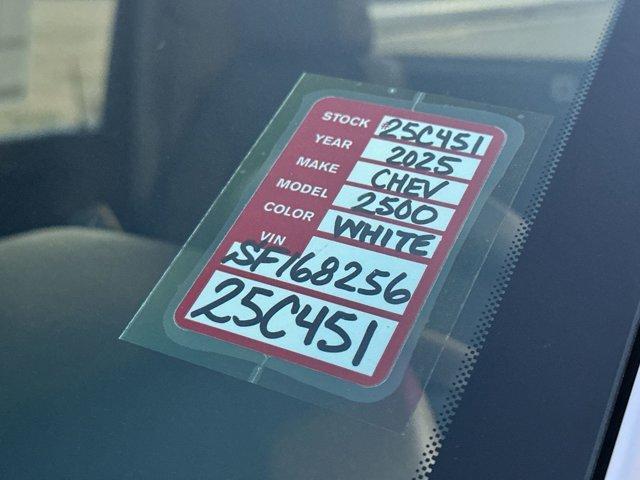 STOCK #25C451
YEAR 2025
MAKE CHEV
MODEL 2500
COLOR WHITE
VIN
SF168256
25C451